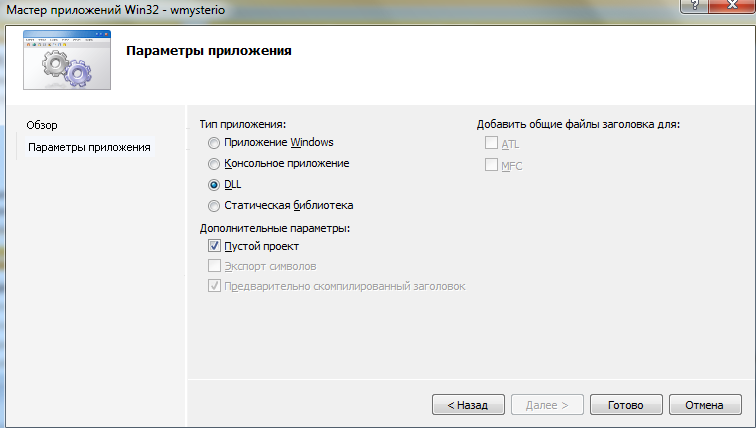 Мастер приложений Win32 - wmysterio
Параметры приложения
Обзор
Параметры приложения
Тип приложения:
Приложение Windows
Консольное приложение
DLL
Статическая библиотека
Дополнительные параметры:
Пустой проект
Экспорт символов
Предварительно скомпилированный заголовок
Добавить общие файлы заголовка для:
ATL
MFC
< Назад
Далее >
Готово
Отмена